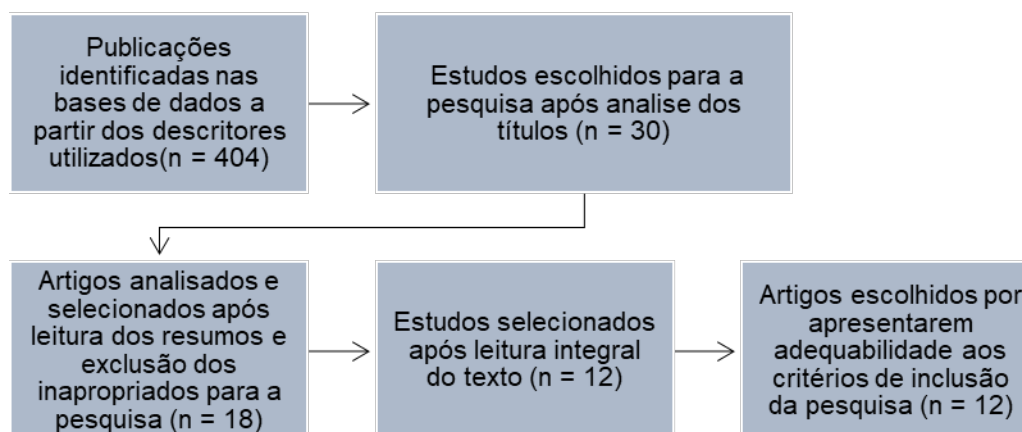 Publicações
identificadas nas
bases de dados a
partir dos descritores
utilizados(n = 404)
Estudos escolhidos para a
pesquisa após analise dos
títulos (n = 30)
Artigos analisados e
selecionados após
leitura dos resumos e
exclusão dos
inapropriados para a
pesquisa (n = 18)
Estudos selecionados
após leitura integral
do texto (n = 12)
Artigos escolhidos por
apresentarem
adequabilidade aos
critérios de inclusão
da pesquisa (n = 12)